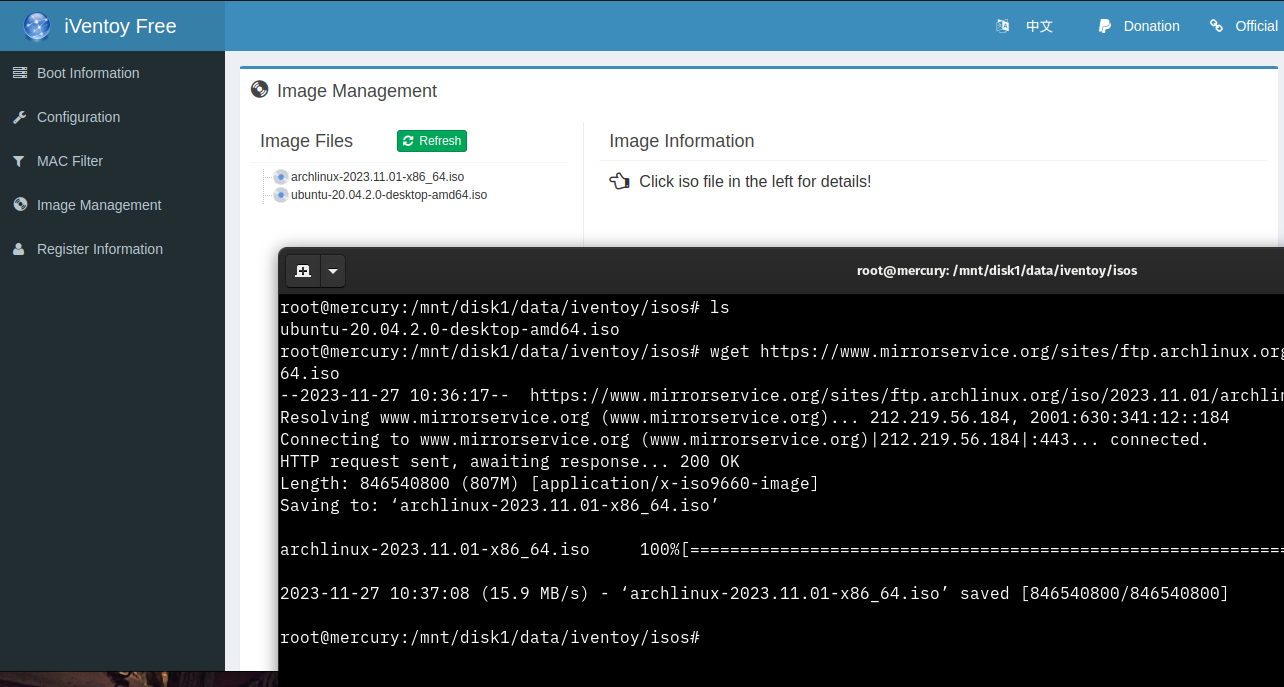 iVentoy Free
中文
Donation
Official
Boot Information
Configuration
MAC Filter
Image Management
Register Information
Image Management
Image Files
Refresh
archlinux-2023.11.01-x86_64.iso
ubuntu-20.04.2.0-desktop-amd64.iso
Image Information
Click iso file in the left for details!
root@mercury: /mnt/disk1/data/iventoy/isos
root@mercury:/mnt/disk1/data/iventoy/isos# ls
ubuntu-20.04.2.0-desktop-amd64.iso
root@mercury:/mnt/disk1/data/iventoy/isos# wget https://www.mirrorservice.org/sites/ftp.archlinux.org
64.iso
--2023-11-27 10:36:17--  https://www.mirrorservice.org/sites/ftp.archlinux.org/iso/2023.11.01/archlin
Resolving www.mirrorservice.org (www.mirrorservice.org)... 212.219.56.184, 2001:630:341:12::184
Connecting to www.mirrorservice.org (www.mirrorservice.org)|212.219.56.184|:443... connected.
HTTP request sent, awaiting response... 200 OK
Length: 846540800 (807M) [application/x-iso9660-image]
Saving to: ‘archlinux-2023.11.01-x86_64.iso’
archlinux-2023.11.01-x86_64.iso     100%[============================================================
2023-11-27 10:37:08 (15.9 MB/s) - ‘archlinux-2023.11.01-x86_64.iso’ saved [846540800/846540800]
root@mercury:/mnt/disk1/data/iventoy/isos#